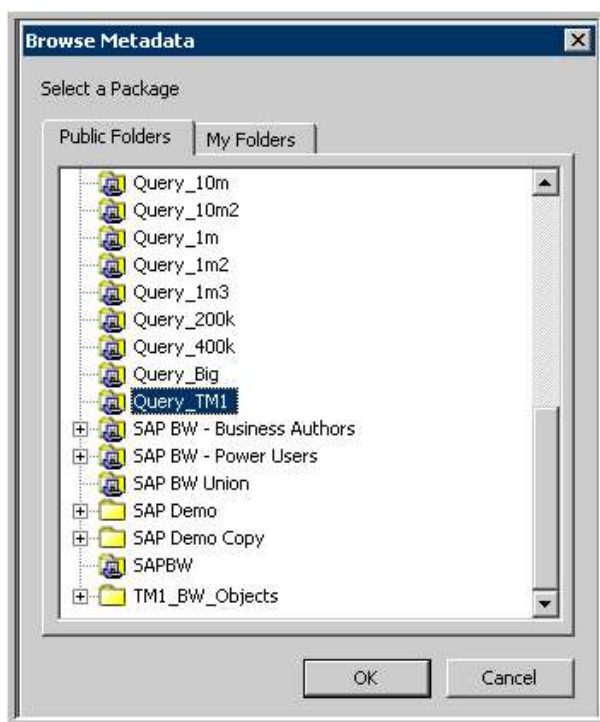 Browse Metadata
Select a Package
Public Folders
My Folders
Query_10m
Query_10m2
Query_1m
Query_1m2
Query_1m3
Query_200k
Query_400k
Query_Big
Query_TM1
SAP BW - Business Authors
SAP BW - Power Users
SAP BW Union
SAP Demo
SAP Demo Copy
SAPBW
TM1_BW_Objects
OK
Cancel